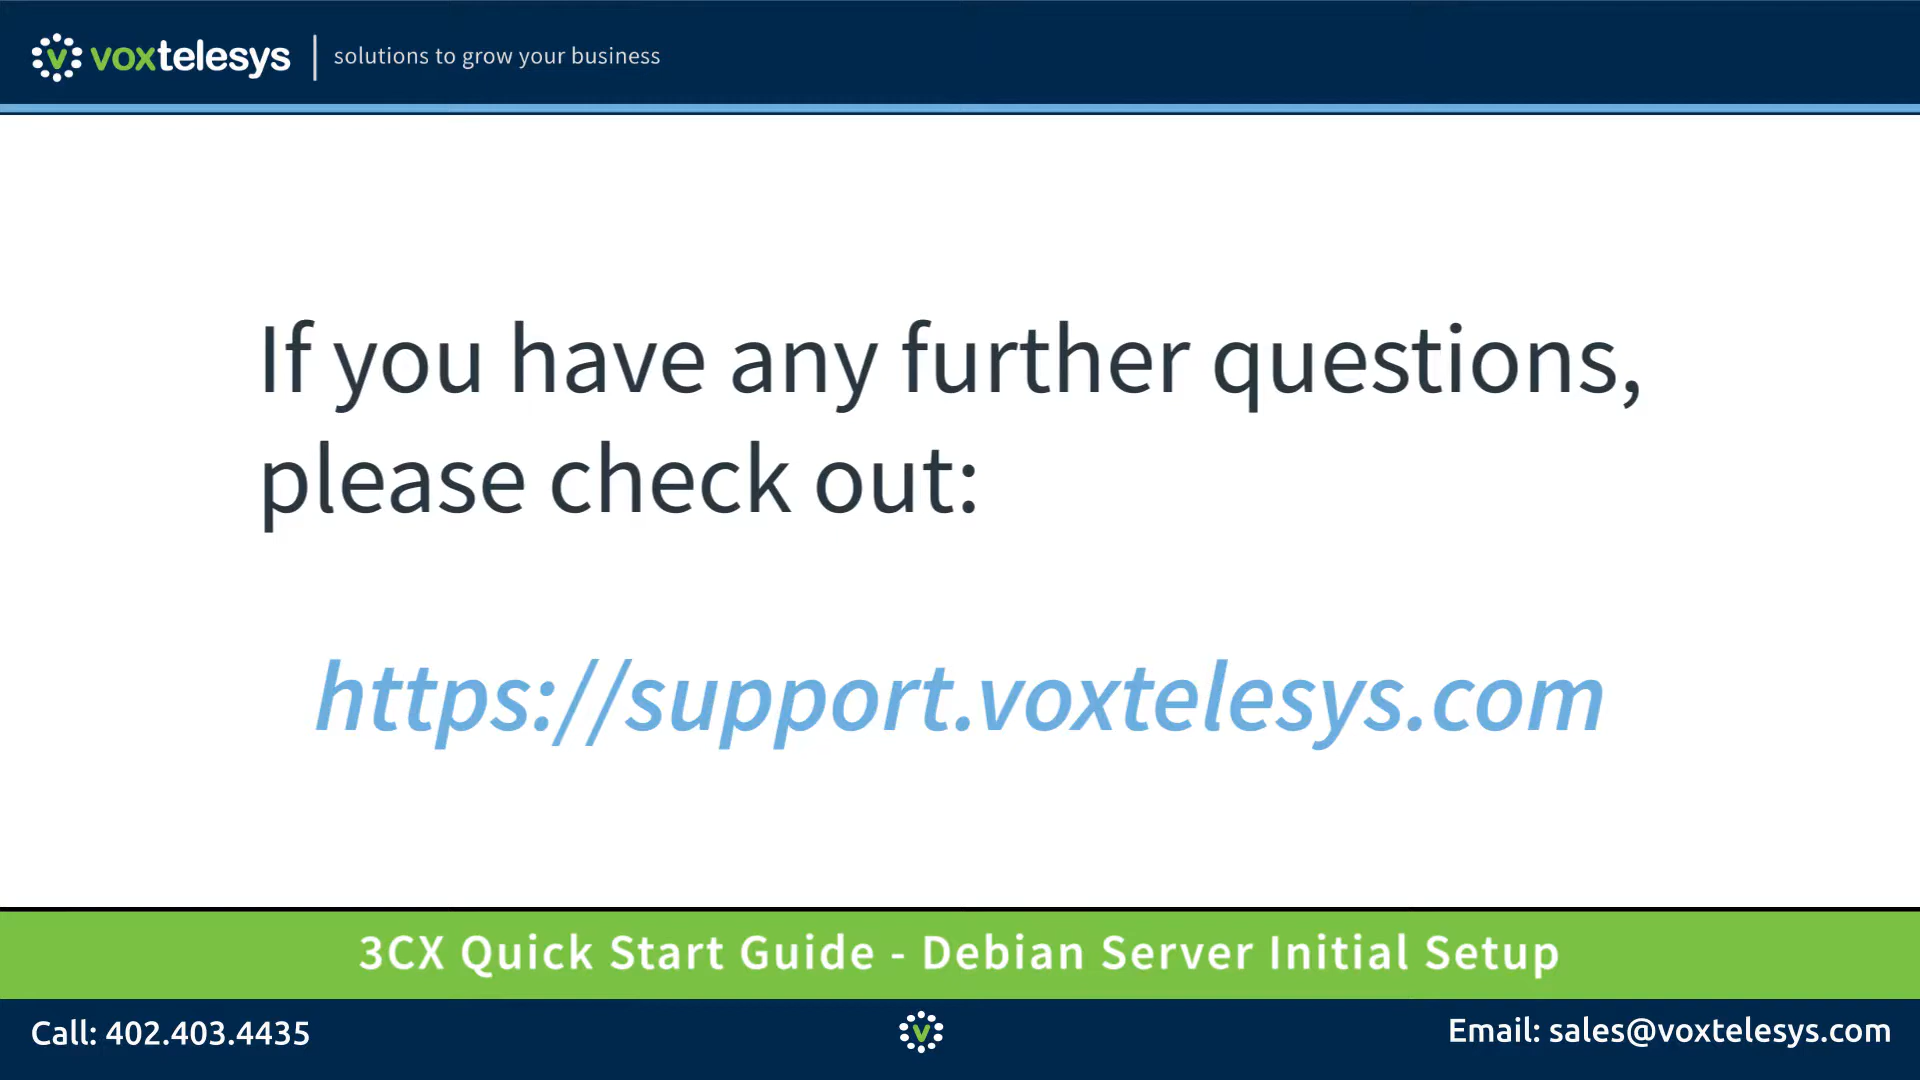 voxtelesys | solutions to grow your business
If you have any further questions,
please check out:
https://support.voxtelesys.com
3CX Quick Start Guide - Debian Server Initial Setup
Call: 402.403.4435
v
Email: sales@voxtelesys.com